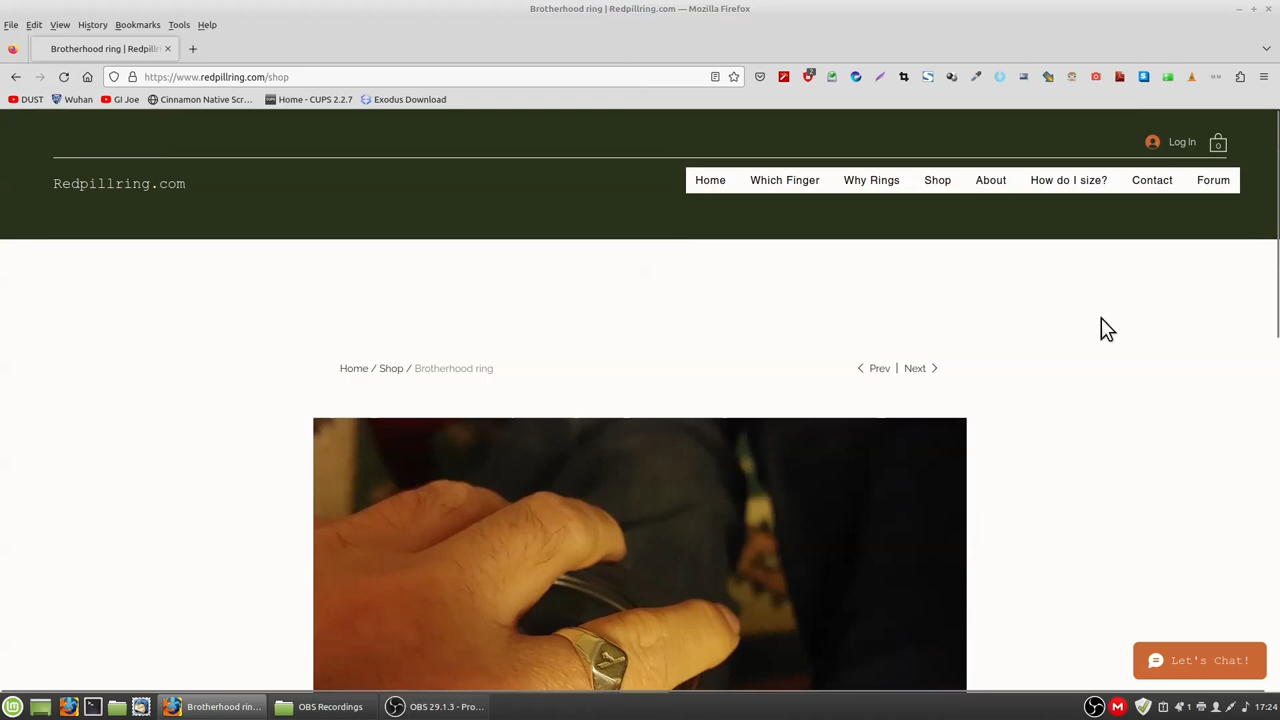 Brotherhood ring | Redpillring.com — Mozilla Firefox
File Edit View History Bookmarks Tools Help
Brotherhood ring | Redpillr
https://www.redpillring.com/shop
DUST Wuhan GI Joe Cinnamon Native Scr... Home - CUPS 2.2.7 Exodus Download
Log In 0
Redpillring.com
Home Which Finger Why Rings Shop About How do I size? Contact Forum
Home / Shop / Brotherhood ring
Prev | Next
Let's Chat!
Brotherhood rin... OBS Recordings OBS 29.1.3 - Pro... 1 17:24